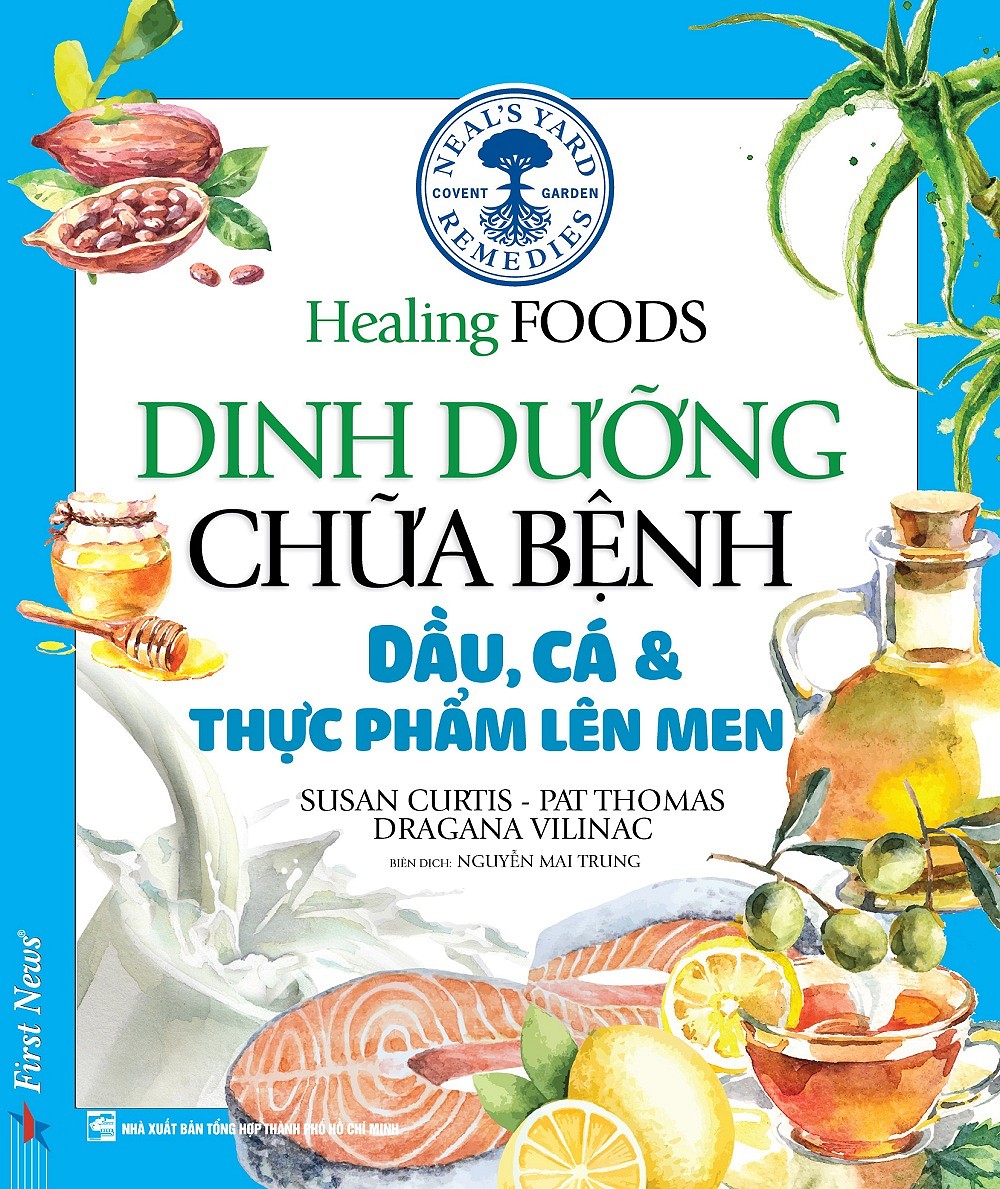 NEAL'S YARD
COVENT GARDEN
REMEDIES
Healing FOODS
DINH DƯỠNG
CHỮA BỆNH
DẦU, CÁ &
THỰC PHẨM LÊN MEN
SUSAN CURTIS - PAT THOMAS
DRAGANA VILINAC
BIÊN DỊCH: NGUYỄN MAI TRUNG
First News®
NHÀ XUẤT BẢN TỔNG HỢP THÀNH PHỐ HỒ CHÍ MINH